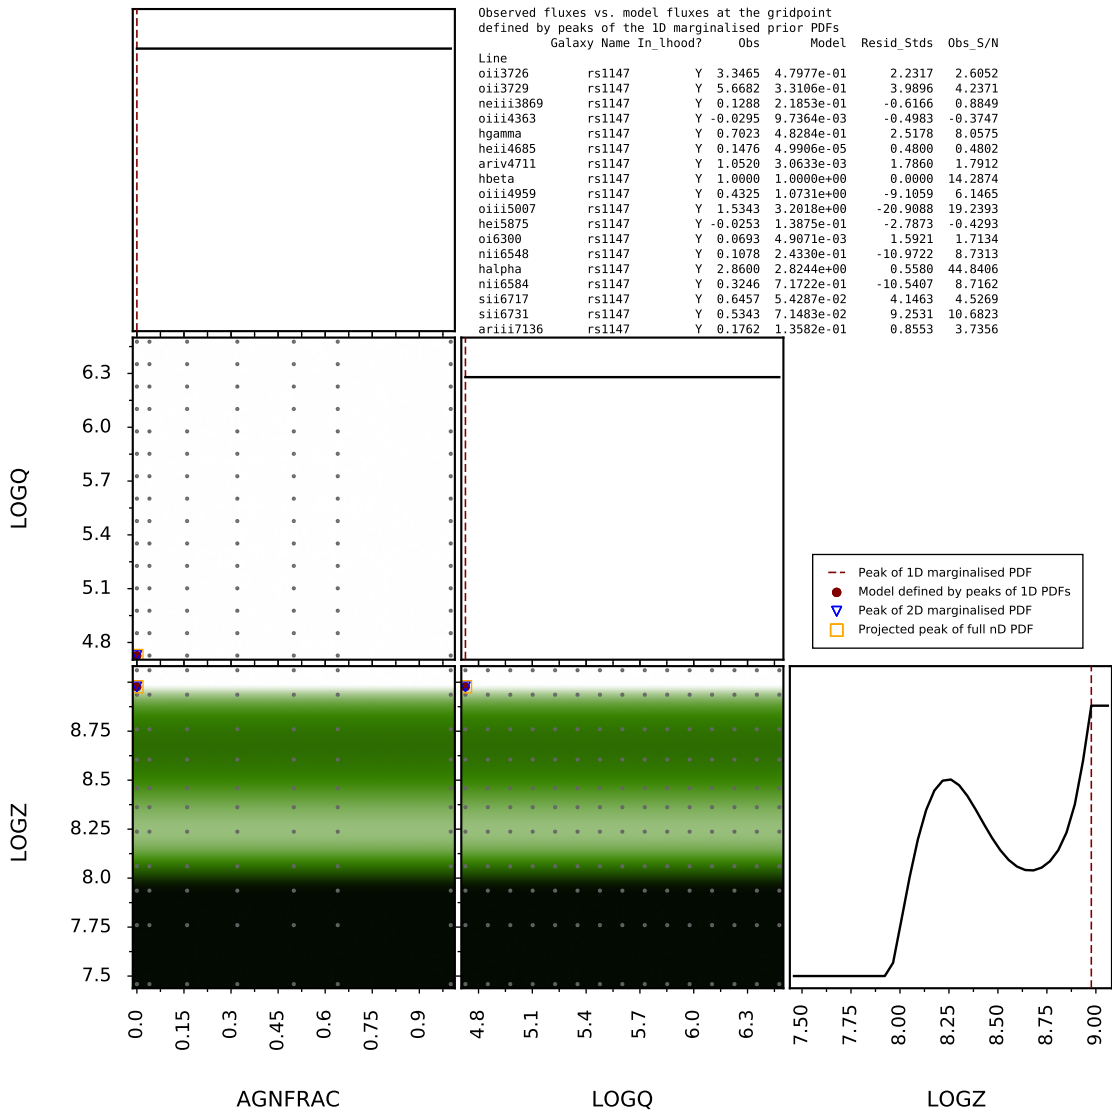 Observed fluxes vs. model fluxes at the gridpoint
defined by peaks of the 1D marginalised prior PDFs
Galaxy Name In_lhood? Obs Model Resid_Stds Obs_S/N
Line
oii3726 rs1147 Y 3.3465 4.7977e-01 2.2317 2.6052
oii3729 rs1147 Y 5.6682 3.3106e-01 3.9896 4.2371
neiii3869 rs1147 Y 0.1288 2.1853e-01 -0.6166 0.8849
oiii4363 rs1147 Y -0.0295 9.7364e-03 -0.4983 -0.3747
hgamma rs1147 Y 0.7023 4.8284e-01 2.5178 8.0575
heii4685 rs1147 Y 0.1476 4.9906e-05 0.4800 0.4802
ariv4711 rs1147 Y 1.0520 3.0633e-03 1.7860 1.7912
hbeta rs1147 Y 1.0000 1.0000e+00 0.0000 14.2874
oiii4959 rs1147 Y 0.4325 1.0731e+00 -9.1059 6.1465
oiii5007 rs1147 Y 1.5343 3.2018e+00 -20.9088 19.2393
hei5875 rs1147 Y -0.0253 1.3875e-01 -2.7873 -0.4293
oi6300 rs1147 Y 0.0693 4.9071e-03 1.5921 1.7134
nii6548 rs1147 Y 0.1078 2.4330e-01 -10.9722 8.7313
halpha rs1147 Y 2.8600 2.8244e+00 0.5580 44.8406
nii6584 rs1147 Y 0.3246 7.1722e-01 -10.5407 8.7162
sii6717 rs1147 Y 0.6457 5.4287e-02 4.1463 4.5269
sii6731 rs1147 Y 0.5343 7.1483e-02 9.2531 10.6823
ariii7136 rs1147 Y 0.1762 1.3582e-01 0.8553 3.7356
LOGQ
6.3
6.0
5.7
5.4
5.1
4.8
Peak of 1D marginalised PDF
Model defined by peaks of 1D PDFs
Peak of 2D marginalised PDF
Projected peak of full nD PDF
LOGZ
8.75
8.5
8.25
8.0
7.75
7.5
0.0 0.15 0.3 0.45 0.6 0.75 0.9
4.8 5.1 5.4 5.7 6.0 6.3
7.50 7.75 8.00 8.25 8.50 8.75 9.00
AGNFRAC LOGQ LOGZ